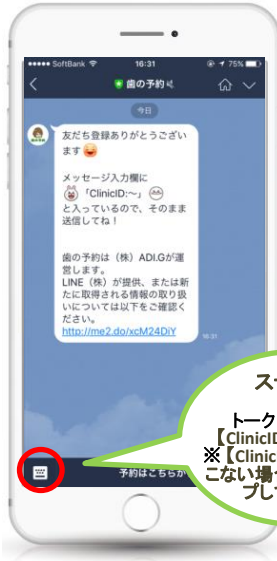 SoftBank 16:31 75%
歯の予約
今日
友だち登録ありがとうござい
ます
メッセージ入力欄に
「ClinicID:～」
と入っているので、そのまま
送信してね！
歯の予約は（株）ADI.Gが運
営します。
LINE（株）が提供、または新
たに取得される情報の取り扱
いについては以下をご確認く
ださい。
http://me2.do/xcM24DiY
16:31
予約はこちらか
ス
トーク
【ClinicID
※【Clinic
こない場
プし